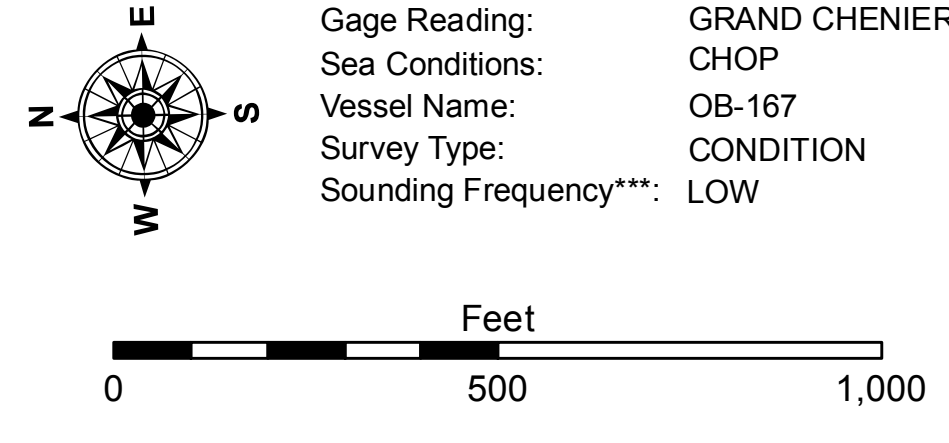 E
N
S
W
Gage Reading: GRAND CHENIER
Sea Conditions: CHOP
Vessel Name: OB-167
Survey Type: CONDITION
Sounding Frequency***: LOW
Feet
0 500 1,000